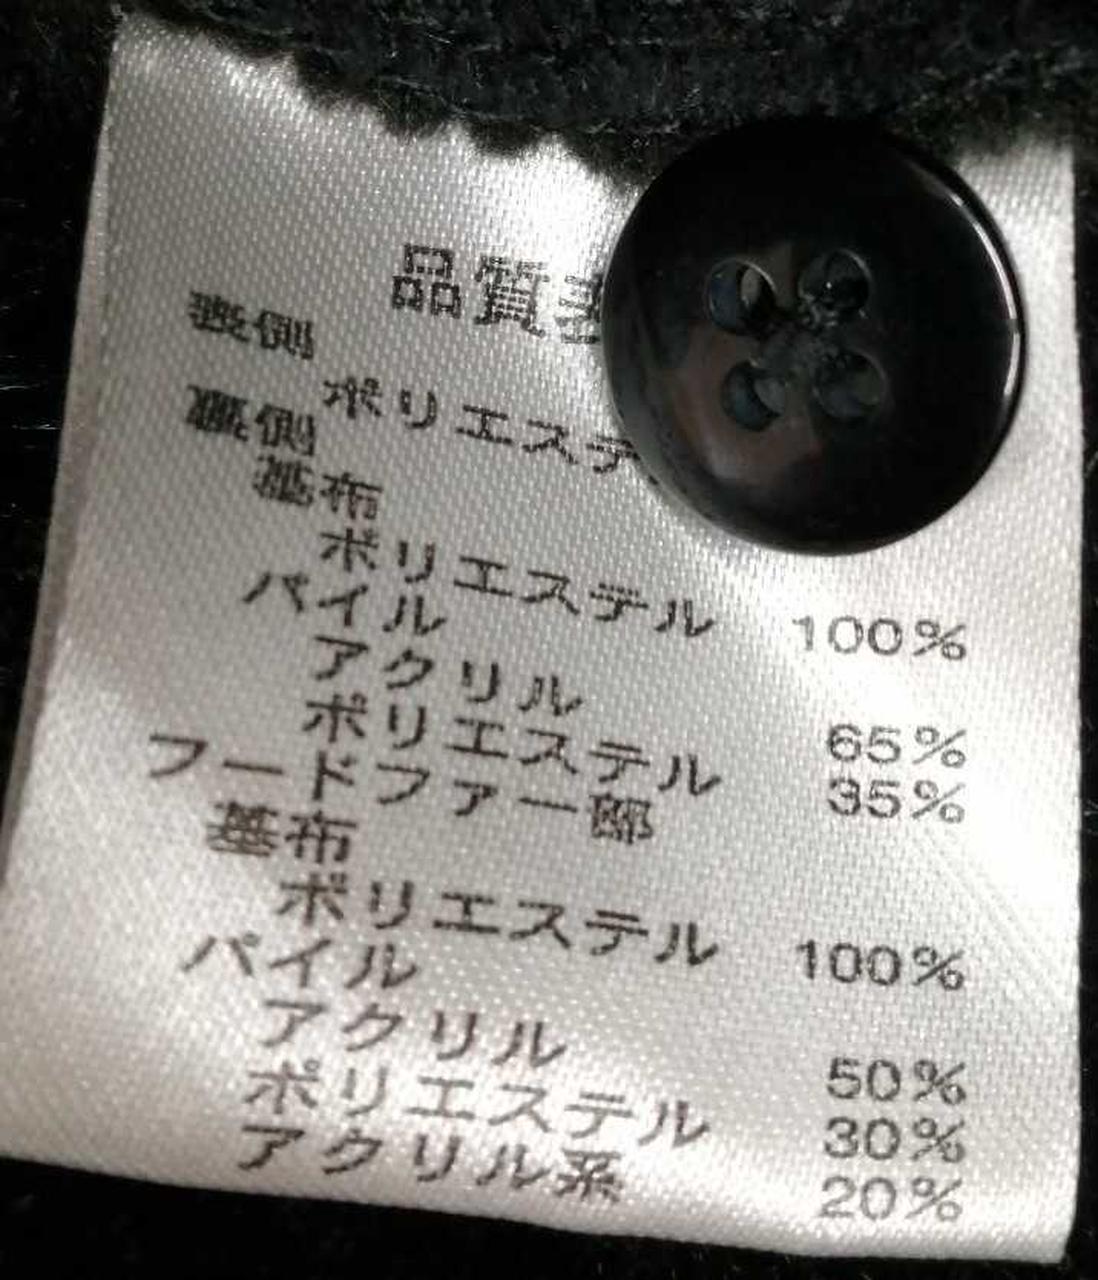 品質表
表側
ポリエステ
裏側
基布
ポリエステル 100%
パイル
アクリル 65%
ポリエステル 35%
フードファー部
基布
ポリエステル 100%
パイル
アクリル 50%
ポリエステル 30%
アクリル系 20%